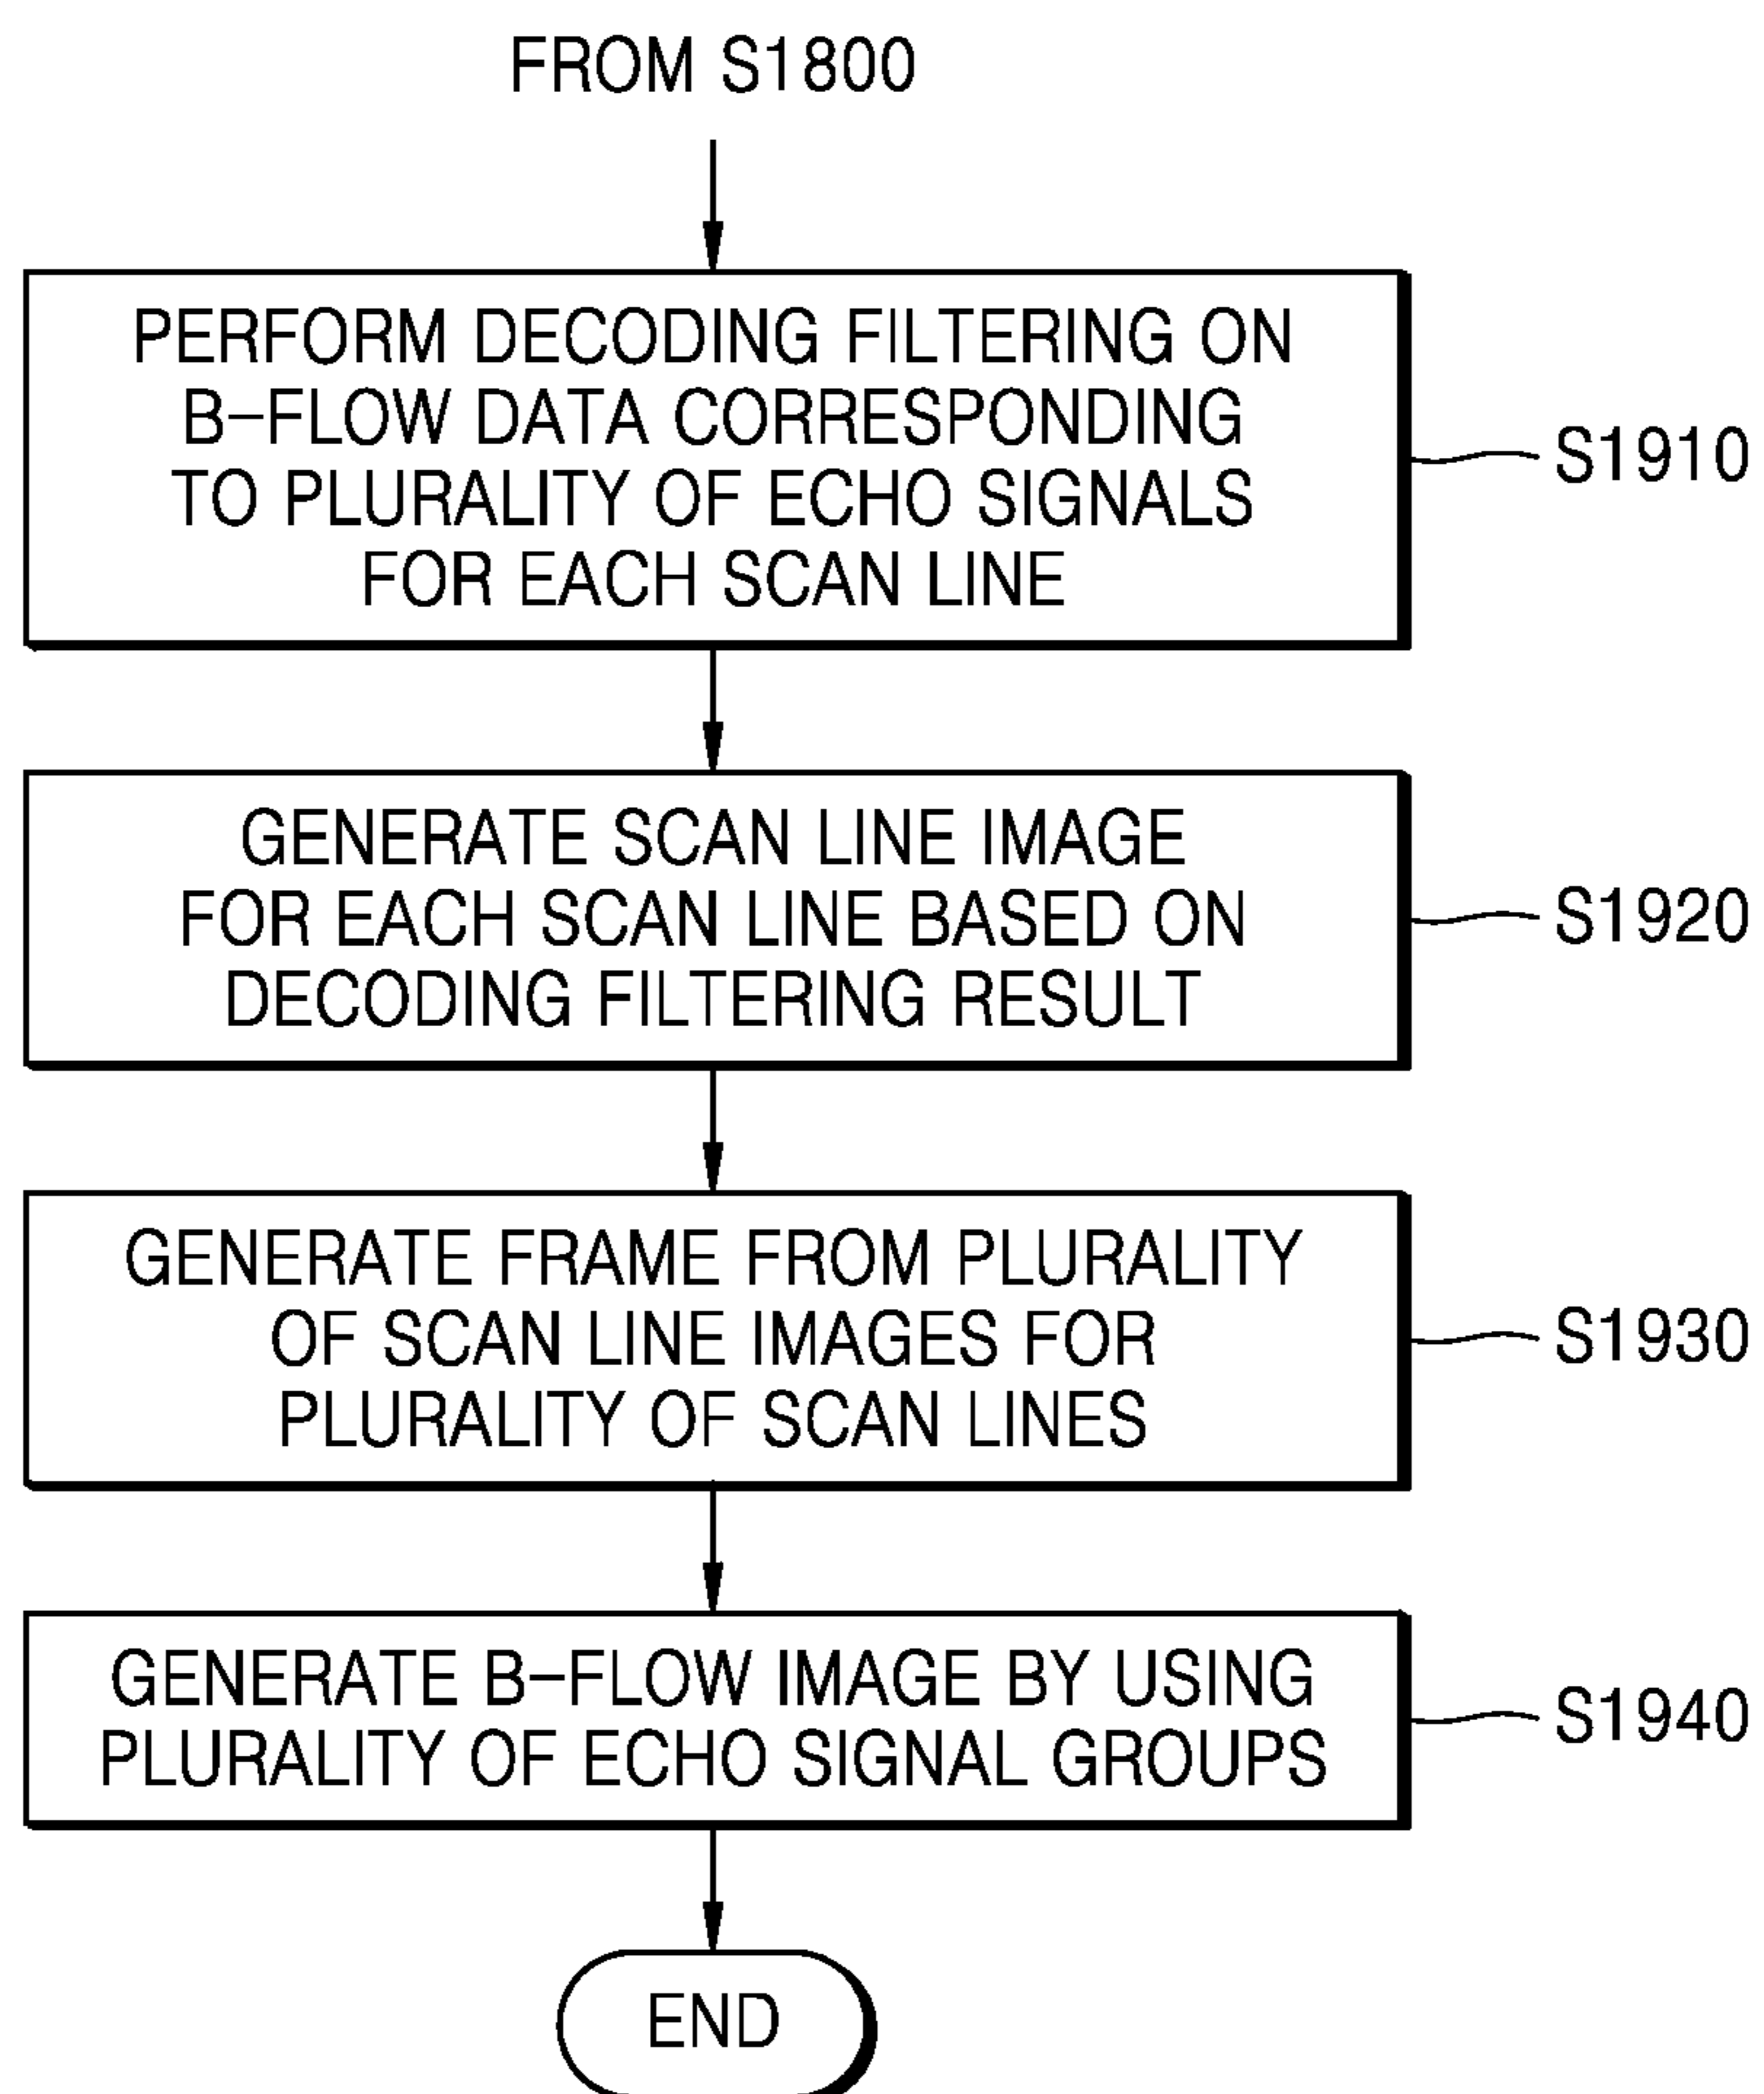 FROM S1800
PERFORM DECODING FILTERING ON
B-FLOW DATA CORRESPONDING
TO PLURALITY OF ECHO SIGNALS
FOR EACH SCAN LINE
S1910
GENERATE SCAN LINE IMAGE
FOR EACH SCAN LINE BASED ON
DECODING FILTERING RESULT
S1920
GENERATE FRAME FROM PLURALITY
OF SCAN LINE IMAGES FOR
PLURALITY OF SCAN LINES
S1930
GENERATE B-FLOW IMAGE BY USING
PLURALITY OF ECHO SIGNAL GROUPS
S1940
END